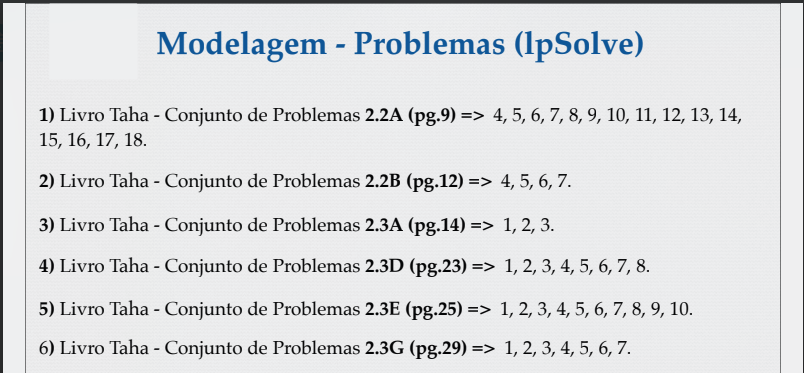 Modelagem - Problemas (lpSolve)
1) Livro Taha - Conjunto de Problemas 2.2A (pg.9) => 4, 5, 6, 7, 8, 9, 10, 11, 12, 13, 14,
15, 16, 17, 18.
2) Livro Taha - Conjunto de Problemas 2.2B (pg.12) => 4, 5, 6, 7.
3) Livro Taha - Conjunto de Problemas 2.3A (pg.14) => 1, 2, 3.
4) Livro Taha - Conjunto de Problemas 2.3D (pg.23) => 1, 2, 3, 4, 5, 6, 7, 8.
5) Livro Taha - Conjunto de Problemas 2.3E (pg.25) => 1, 2, 3, 4, 5, 6, 7, 8, 9, 10.
6) Livro Taha - Conjunto de Problemas 2.3G (pg.29) => 1, 2, 3, 4, 5, 6, 7.